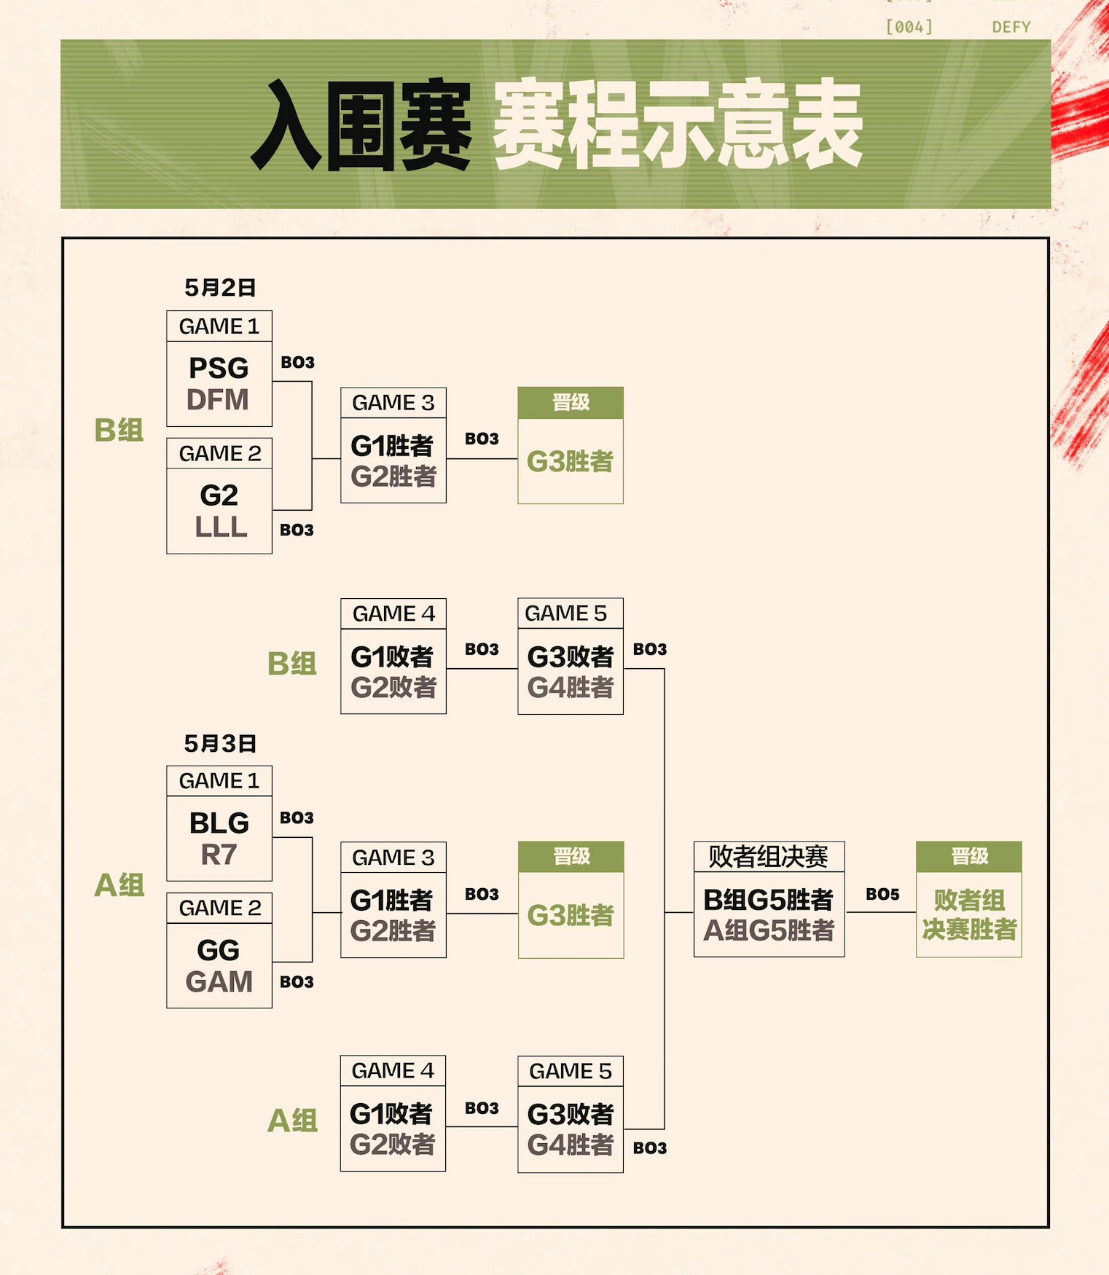 [004] DEFY
入围赛 赛程示意表
5月2日
GAME 1
PSG
DFM
BO3
B组
GAME 2
G2
LLL
BO3
GAME 3
G1胜者
G2胜者
BO3
晋级
G3胜者
B组
GAME 4
G1败者
G2败者
BO3
GAME 5
G3败者
G4胜者
BO3
5月3日
GAME 1
BLG
R7
BO3
A组
GAME 2
GG
GAM
BO3
GAME 3
G1胜者
G2胜者
BO3
晋级
G3胜者
败者组决赛
B组G5胜者
A组G5胜者
BO5
晋级
败者组
决赛胜者
A组
GAME 4
G1败者
G2败者
BO3
GAME 5
G3败者
G4胜者
BO3